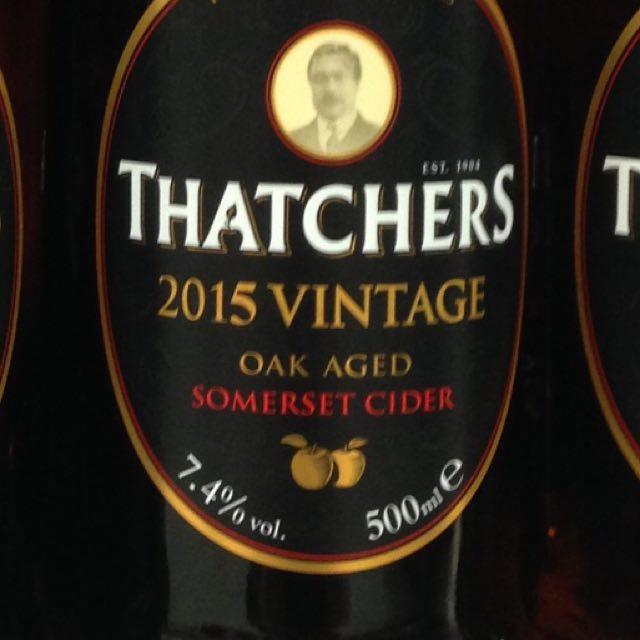 EST. 1904
THATCHERS
2015 VINTAGE
OAK AGED
SOMERSET CIDER
7.4% vol.
500ml e
T